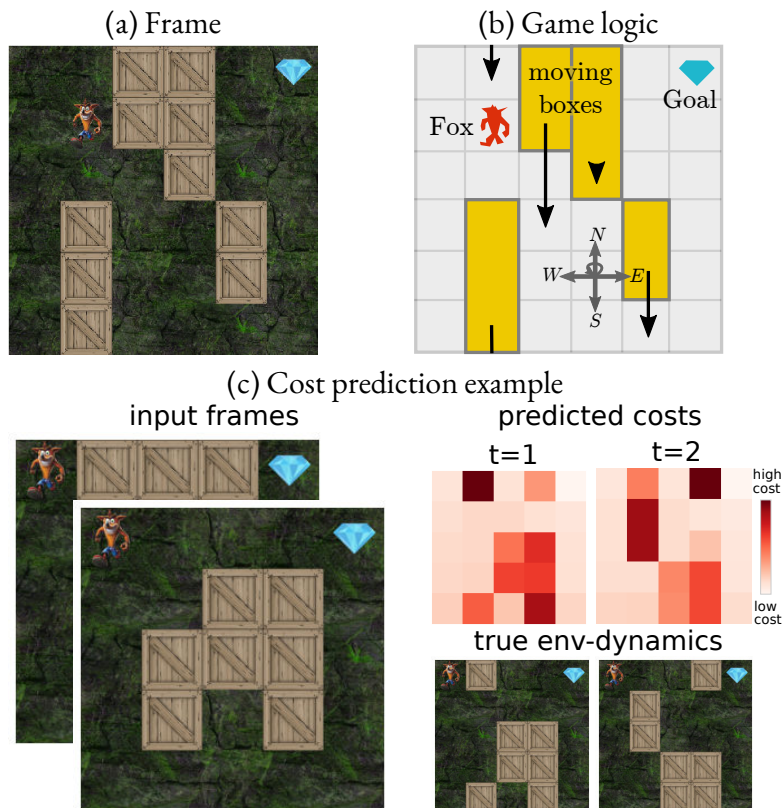 (a) Frame
(b) Game logic
moving
boxes
Fox
Goal
N
W
E
S
(c) Cost prediction example
input frames
predicted costs
t=1
t=2
high
cost
low
cost
true env-dynamics